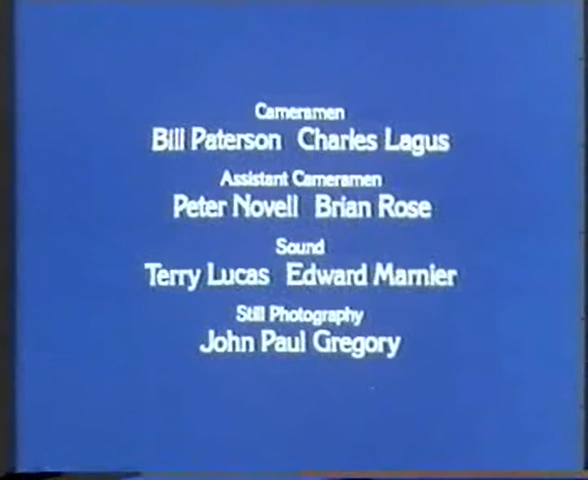 Cameramen
Bill Paterson Charles Lagus
Assistant Cameramen
Peter Novell Brian Rose
Sound
Terry Lucas Edward Marnier
Still Photography
John Paul Gregory